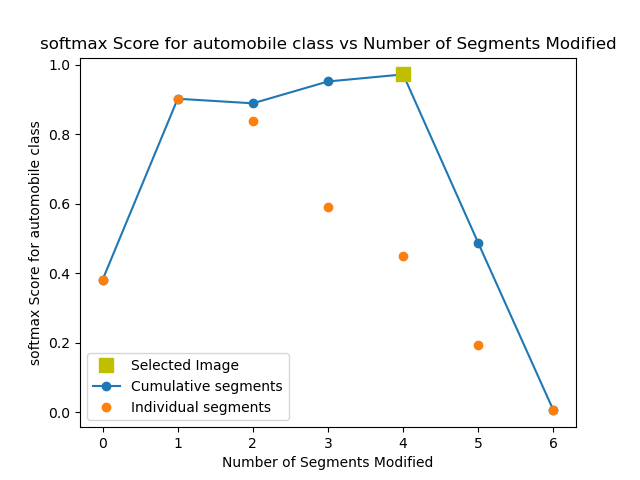 softmax Score for automobile class vs Number of Segments Modified
1.0
0.8
0.6
0.4
0.2
0.0
softmax Score for automobile class
Selected Image
Cumulative segments
Individual segments
0 1 2 3 4 5 6
Number of Segments Modified